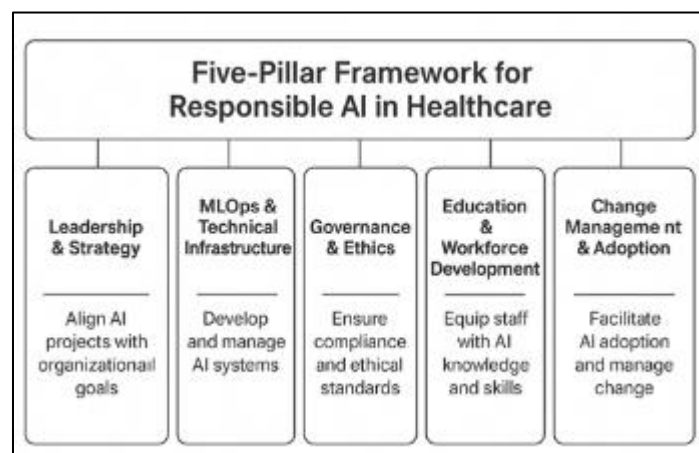 Five-Pillar Framework for
Responsible AI in Healthcare
Leadership
& Strategy
Align AI
projects with
organizationail
goals
MLOps &
Technical
Infrastructure
Develop
and manage
AI systems
Governance
& Ethics
Ensure
compliance
and ethical
standards
Education
&
Workforce
Development
Equip staff
with AI
knowledge
and skills
Change
Manageme nt
& Adoption
Facilitate
AI adoption
and manage
change